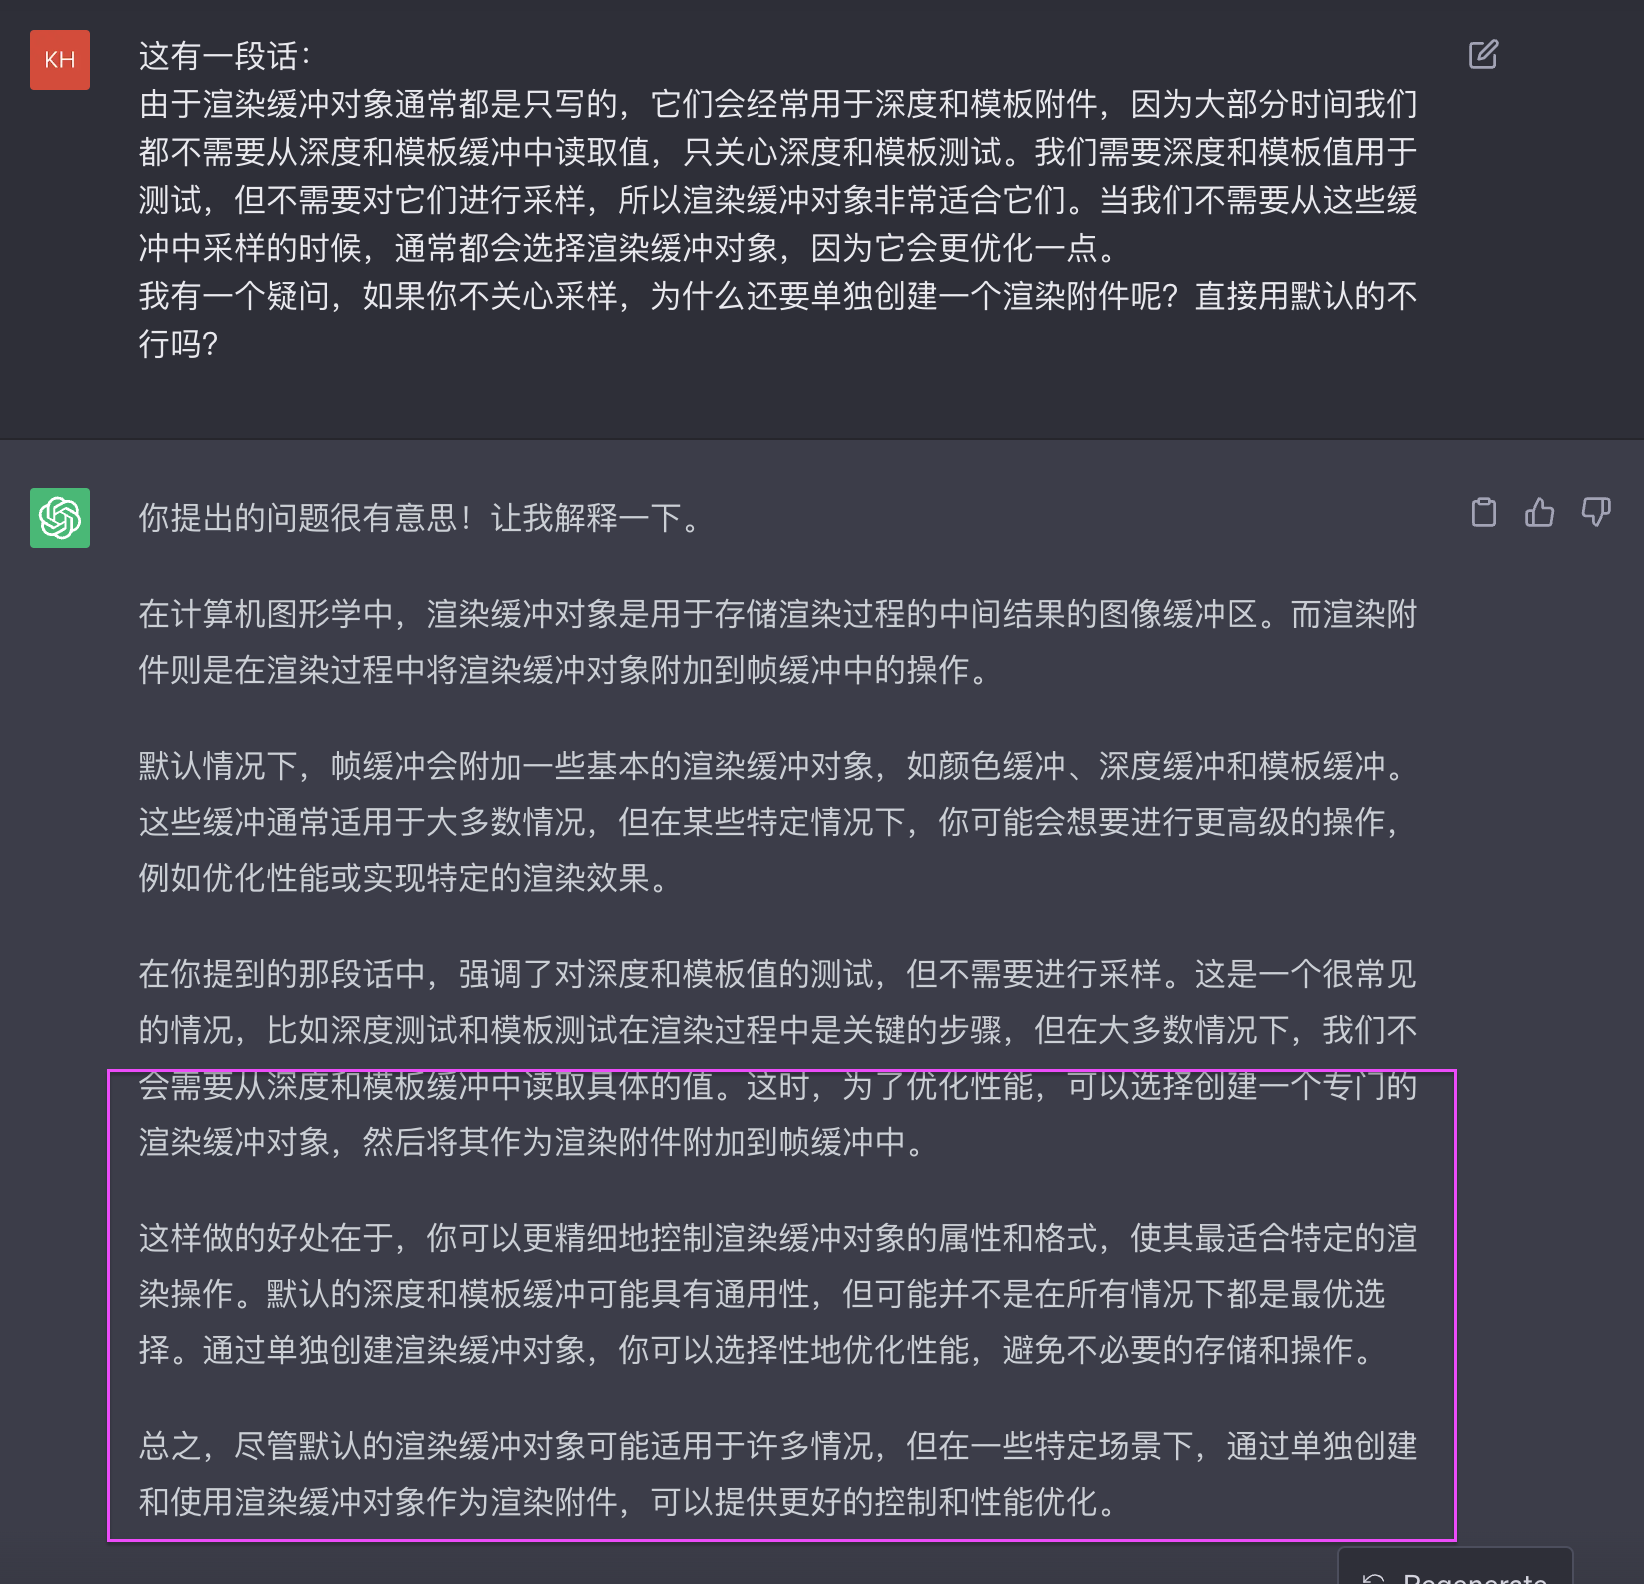 KH
这有一段话：
由于渲染缓冲对象通常都是只写的，它们会经常用于深度和模板附件，因为大部分时间我们
都不需要从深度和模板缓冲中读取值，只关心深度和模板测试。我们需要深度和模板值用于
测试，但不需要对它们进行采样，所以渲染缓冲对象非常适合它们。当我们不需要从这些缓
冲中采样的时候，通常都会选择渲染缓冲对象，因为它会更优化一点。
我有一个疑问，如果你不关心采样，为什么还要单独创建一个渲染附件呢？直接用默认的不
行吗？
你提出的问题很有意思！让我解释一下。
在计算机图形学中，渲染缓冲对象是用于存储渲染过程的中间结果的图像缓冲区。而渲染附
件则是在渲染过程中将渲染缓冲对象附加到帧缓冲中的操作。
默认情况下，帧缓冲会附加一些基本的渲染缓冲对象，如颜色缓冲、深度缓冲和模板缓冲。
这些缓冲通常适用于大多数情况，但在某些特定情况下，你可能会想要进行更高级的操作，
例如优化性能或实现特定的渲染效果。
在你提到的那段话中，强调了对深度和模板值的测试，但不需要进行采样。这是一个很常见
的情况，比如深度测试和模板测试在渲染过程中是关键的步骤，但在大多数情况下，我们不
会需要从深度和模板缓冲中读取具体的值。这时，为了优化性能，可以选择创建一个专门的
渲染缓冲对象，然后将其作为渲染附件附加到帧缓冲中。
这样做的好处在于，你可以更精细地控制渲染缓冲对象的属性和格式，使其最适合特定的渲
染操作。默认的深度和模板缓冲可能具有通用性，但可能并不是在所有情况下都是最优选
择。通过单独创建渲染缓冲对象，你可以选择性地优化性能，避免不必要的存储和操作。
总之，尽管默认的渲染缓冲对象可能适用于许多情况，但在一些特定场景下，通过单独创建
和使用渲染缓冲对象作为渲染附件，可以提供更好的控制和性能优化。
Regenerate